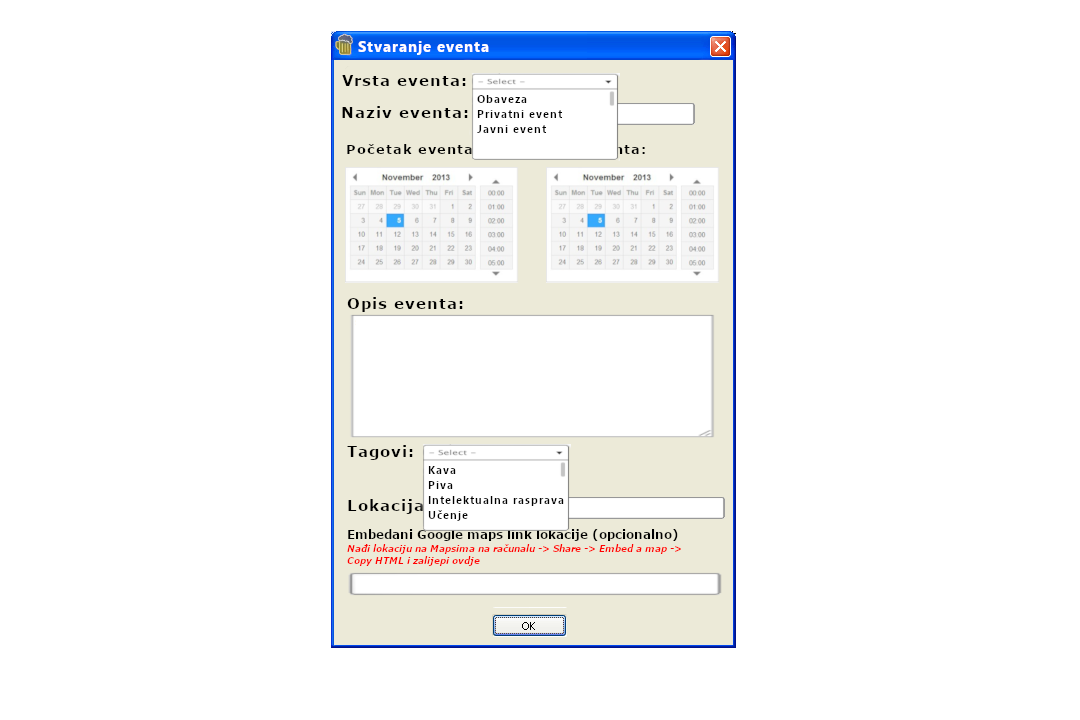 Stvaranje eventa
Vrsta eventa: -- Select --
Obaveza
Privatni event
Javni event
Naziv eventa:
Početak eventa nta:
November 2013
Sun Mon Tue Wed Thu Fri Sat
27 28 29 30 31 1 2
3 4 5 6 7 8 9
10 11 12 13 14 15 16
17 18 19 20 21 22 23
24 25 26 27 28 29 30
00:00
01:00
02:00
03:00
04:00
05:00
November 2013
Sun Mon Tue Wed Thu Fri Sat
27 28 29 30 31 1 2
3 4 5 6 7 8 9
10 11 12 13 14 15 16
17 18 19 20 21 22 23
24 25 26 27 28 29 30
00:00
01:00
02:00
03:00
04:00
05:00
Opis eventa:
Tagovi: -- Select --
Kava
Piva
Intelektualna rasprava
Učenje
Lokacija
Embedani Google maps link lokacije (opcionalno)
Nađi lokaciju na Mapsima na računalu -> Share -> Embed a map ->
Copy HTML i zalijepi ovdje
OK